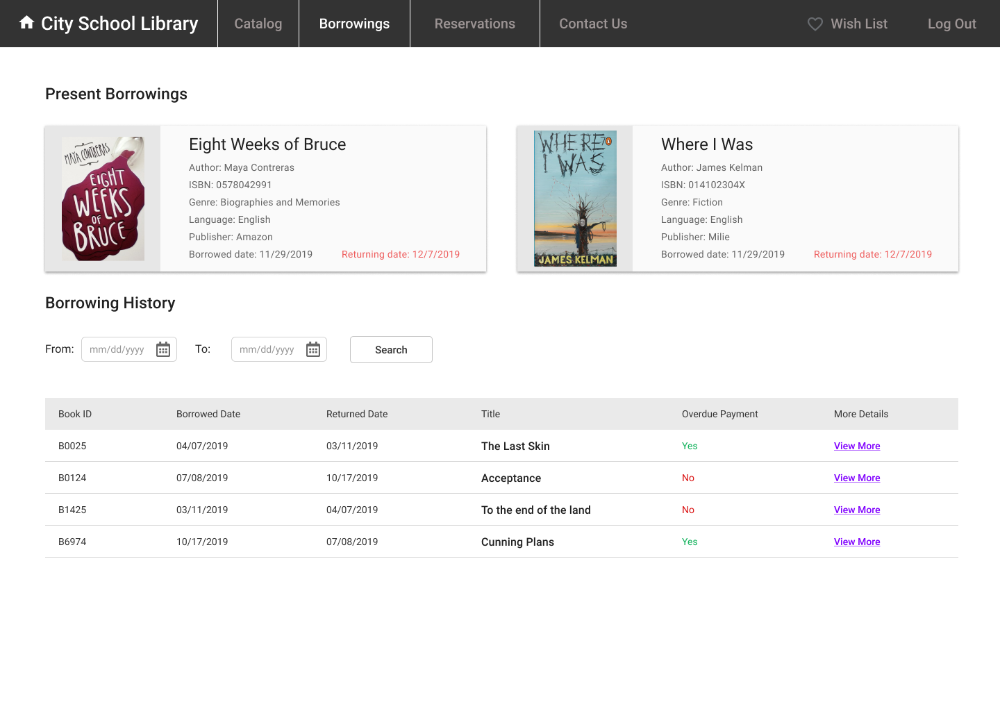 City School Library
Catalog
Borrowings
Reservations
Contact Us
Wish List
Log Out
Present Borrowings
MAYA CONTRERAS
EIGHT
WEEKS
OF
BRUCE
Eight Weeks of Bruce
Author: Maya Contreras
ISBN: 0578042991
Genre: Biographies and Memories
Language: English
Publisher: Amazon
Borrowed date: 11/29/2019
Returning date: 12/7/2019
WHERE
I WAS
JAMES KELMAN
Where I Was
Author: James Kelman
ISBN: 014102304X
Genre: Fiction
Language: English
Publisher: Milie
Borrowed date: 11/29/2019
Returning date: 12/7/2019
Borrowing History
From: mm/dd/yyyy To: mm/dd/yyyy Search
Book ID Borrowed Date Returned Date Title Overdue Payment More Details
B0025 04/07/2019 03/11/2019 The Last Skin Yes View More
B0124 07/08/2019 10/17/2019 Acceptance No View More
B1425 03/11/2019 04/07/2019 To the end of the land No View More
B6974 10/17/2019 07/08/2019 Cunning Plans Yes View More